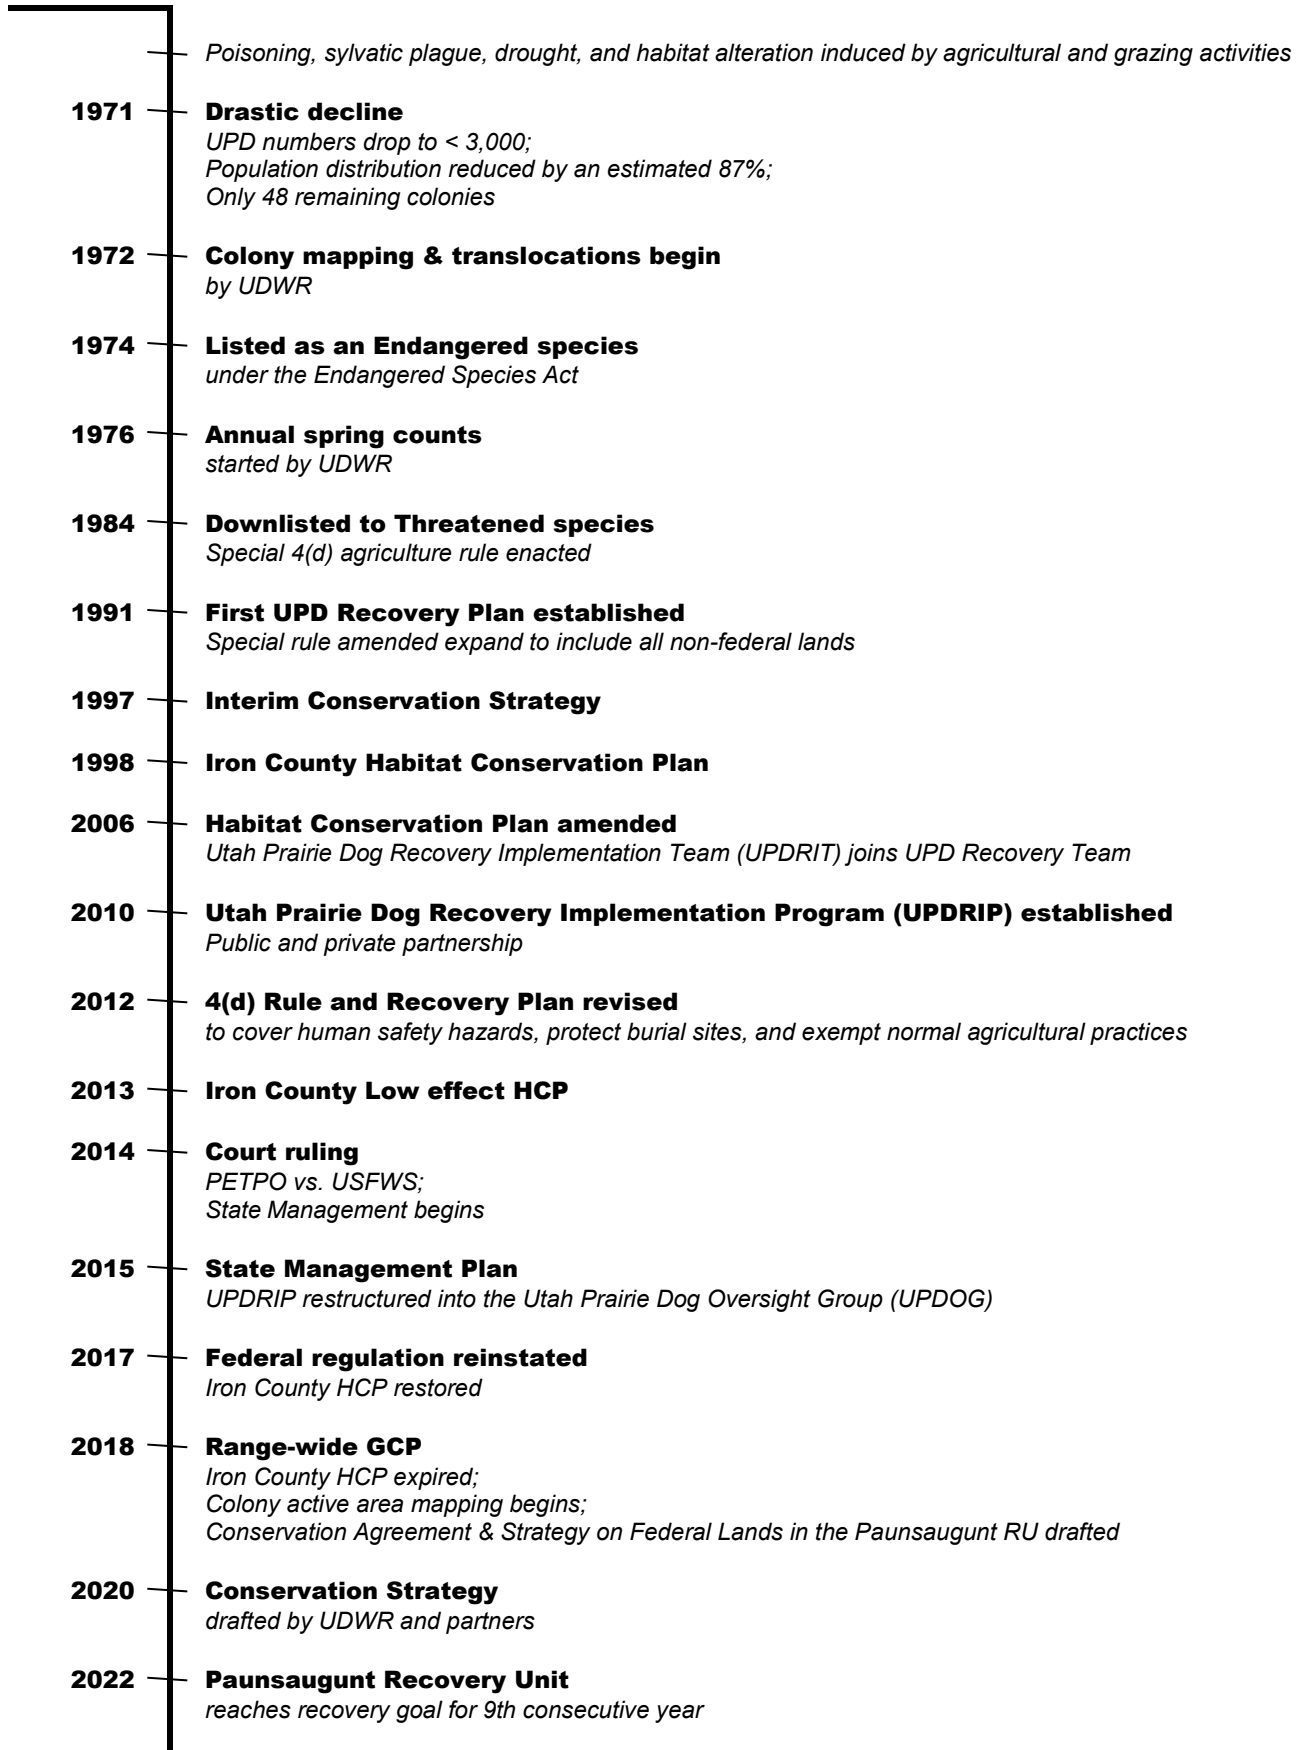 Poisoning, sylvatic plague, drought, and habitat alteration induced by agricultural and grazing activities
1971 Drastic decline
UPD numbers drop to < 3,000;
Population distribution reduced by an estimated 87%;
Only 48 remaining colonies
1972 Colony mapping & translocations begin
by UDWR
1974 Listed as an Endangered species
under the Endangered Species Act
1976 Annual spring counts
started by UDWR
1984 Downlisted to Threatened species
Special 4(d) agriculture rule enacted
1991 First UPD Recovery Plan established
Special rule amended expand to include all non-federal lands
1997 Interim Conservation Strategy
1998 Iron County Habitat Conservation Plan
2006 Habitat Conservation Plan amended
Utah Prairie Dog Recovery Implementation Team (UPDRIT) joins UPD Recovery Team
2010 Utah Prairie Dog Recovery Implementation Program (UPDRIP) established
Public and private partnership
2012 4(d) Rule and Recovery Plan revised
to cover human safety hazards, protect burial sites, and exempt normal agricultural practices
2013 Iron County Low effect HCP
2014 Court ruling
PETPO vs. USFWS;
State Management begins
2015 State Management Plan
UPDRIP restructured into the Utah Prairie Dog Oversight Group (UPDOG)
2017 Federal regulation reinstated
Iron County HCP restored
2018 Range-wide GCP
Iron County HCP expired;
Colony active area mapping begins;
Conservation Agreement & Strategy on Federal Lands in the Paunsaugunt RU drafted
2020 Conservation Strategy
drafted by UDWR and partners
2022 Paunsaugunt Recovery Unit
reaches recovery goal for 9th consecutive year